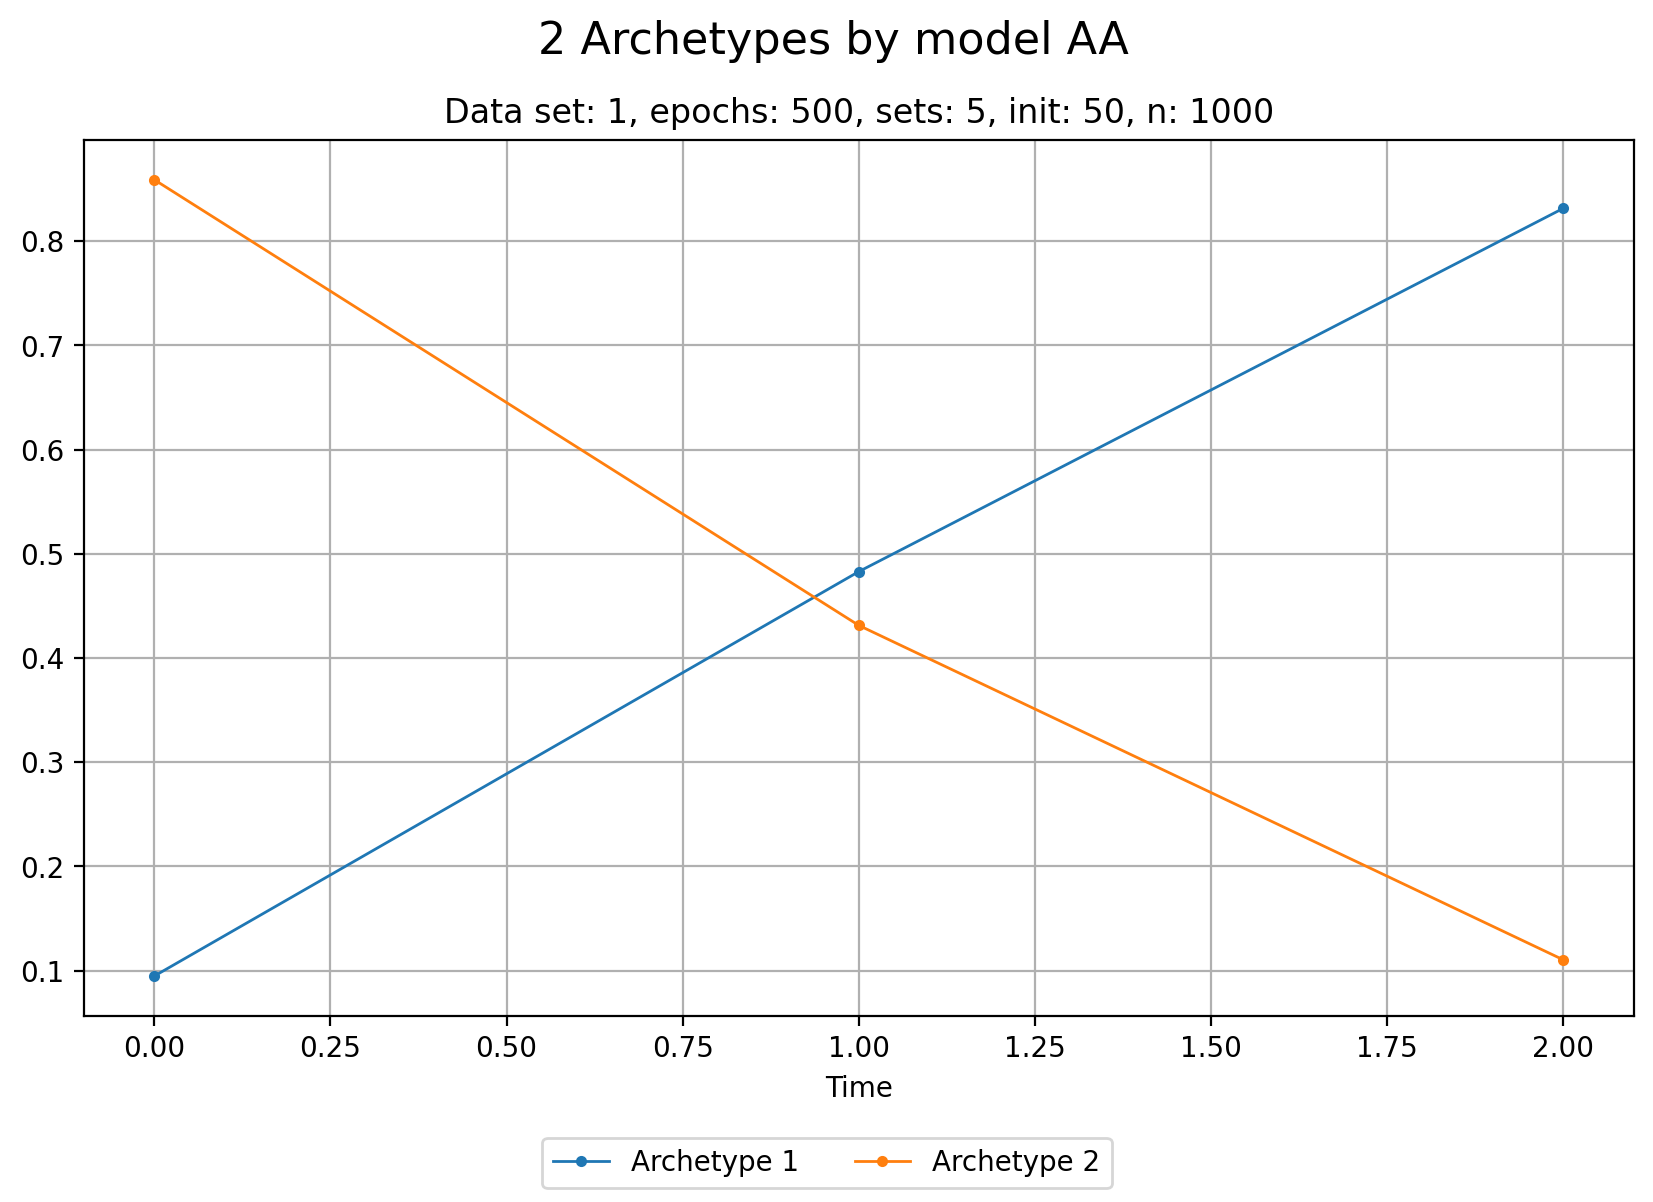 2 Archetypes by model AA
Data set: 1, epochs: 500, sets: 5, init: 50, n: 1000
0.8
0.7
0.6
0.5
0.4
0.3
0.2
0.1
0.00 0.25 0.50 0.75 1.00 1.25 1.50 1.75 2.00
Time
Archetype 1 Archetype 2